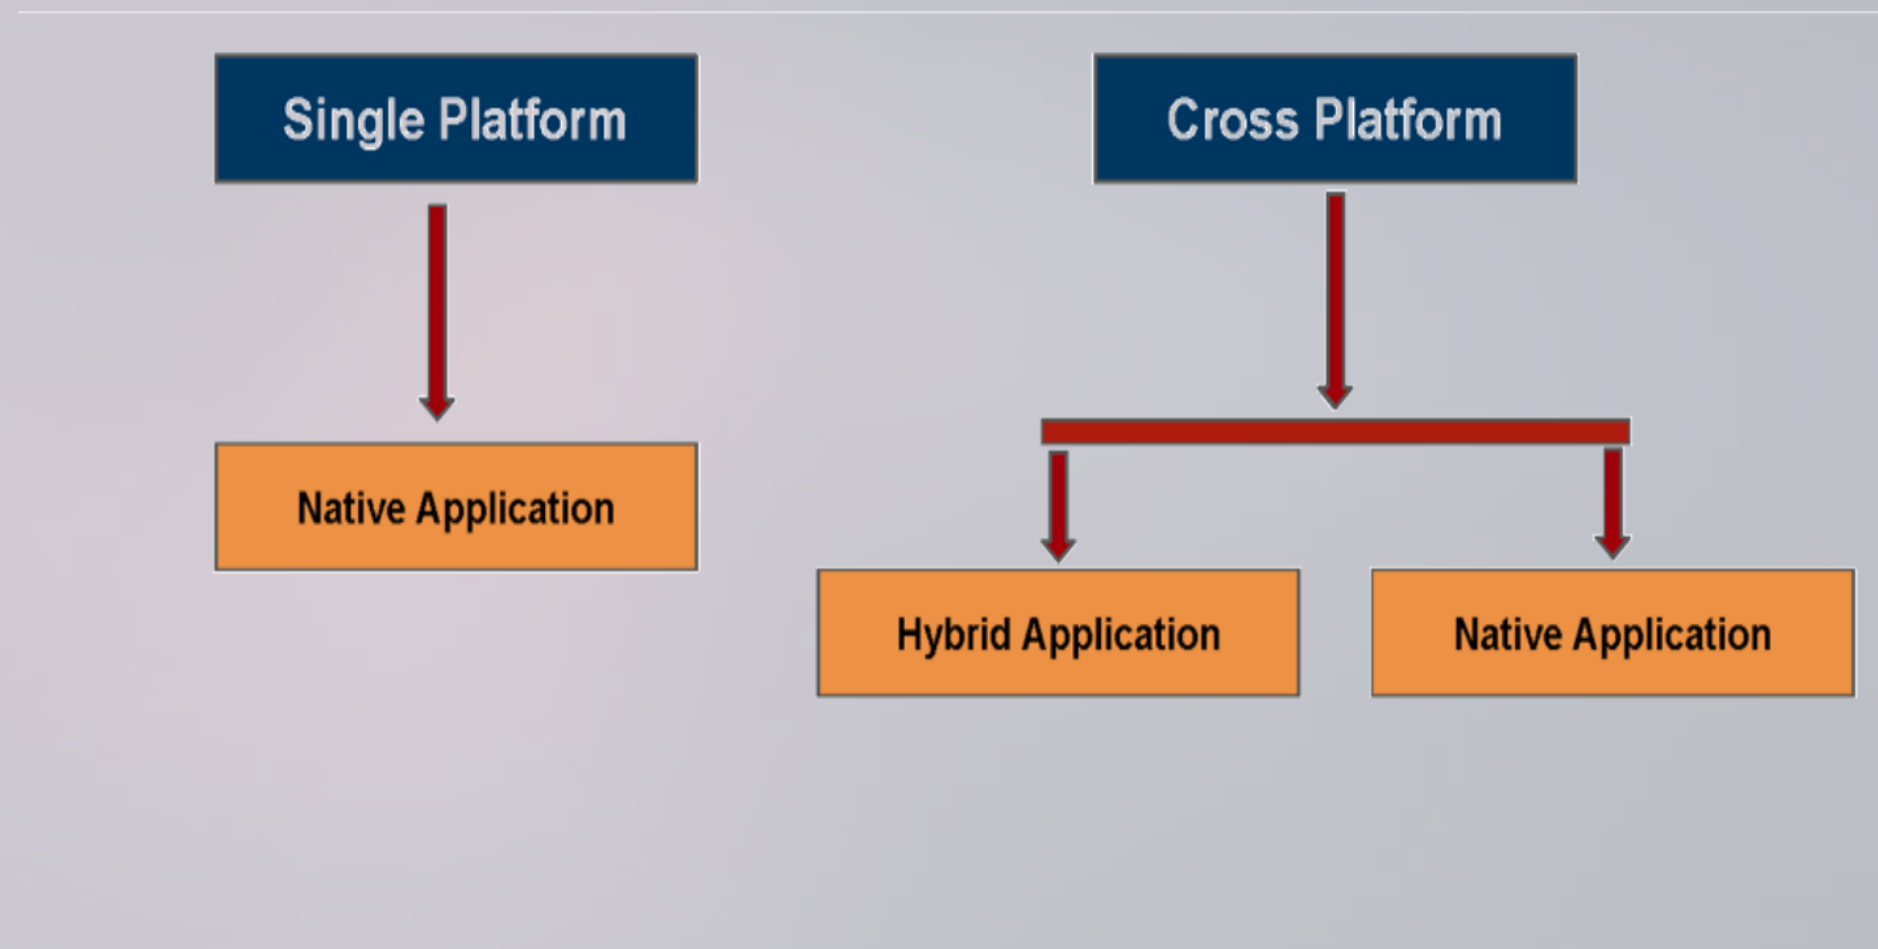 Single Platform
Cross Platform
Native Application
Hybrid Application
Native Application